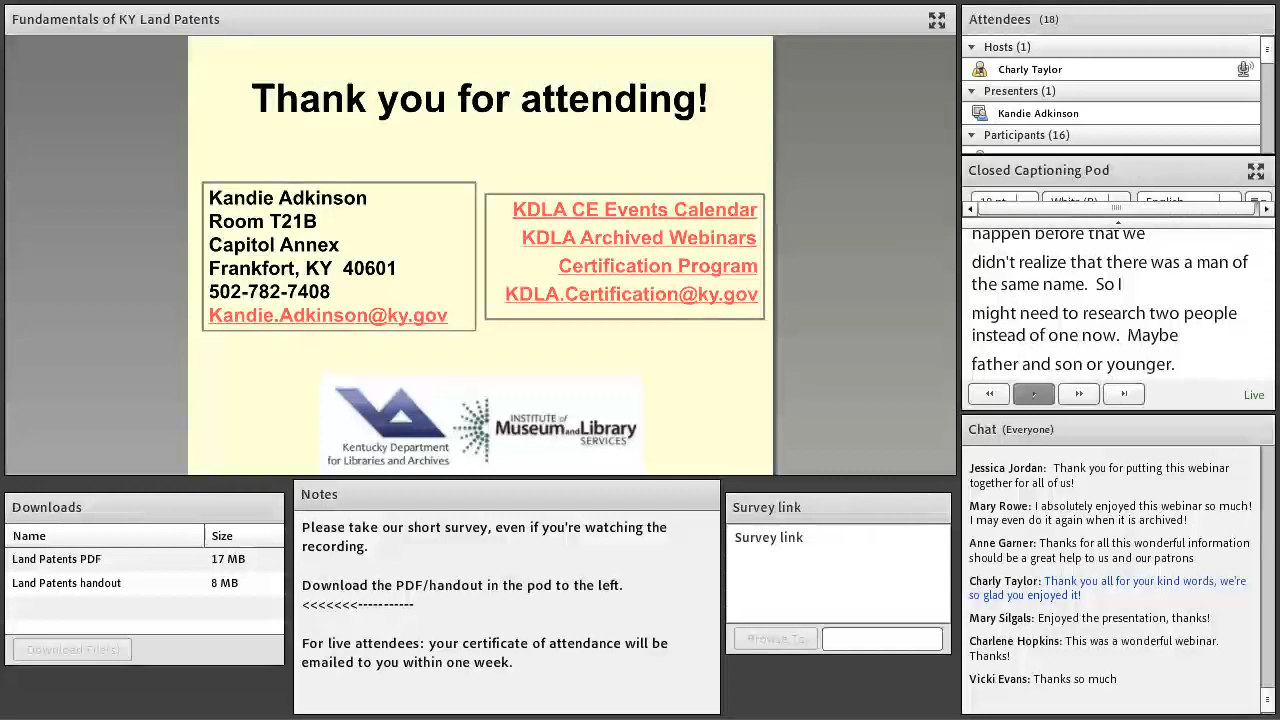 Fundamentals of KY Land Patents
Thank you for attending!
Kandie Adkinson
Room T21B
Capitol Annex
Frankfort, KY 40601
502-782-7408
Kandie.Adkinson@ky.gov
KDLA CE Events Calendar
KDLA Archived Webinars
Certification Program
KDLA.Certification@ky.gov
Kentucky Department
for Libraries and Archives
INSTITUTE of
Museum and Library
SERVICES
Attendees (18)
Hosts (1)
Charly Taylor
Presenters (1)
Kandie Adkinson
Participants (16)
Closed Captioning Pod
English
happen before that we
didn't realize that there was a man of
the same name. So I
might need to research two people
instead of one now. Maybe
father and son or younger.
Live
Downloads
Name Size
Land Patents PDF 17 MB
Land Patents handout 8 MB
Download File(s)
Notes
Please take our short survey, even if you're watching the
recording.
Download the PDF/handout in the pod to the left.
<<<<<<<-----------
For live attendees: your certificate of attendance will be
emailed to you within one week.
Survey link
Survey link
Browse To
Chat (Everyone)
Jessica Jordan: Thank you for putting this webinar
together for all of us!
Mary Rowe: I absolutely enjoyed this webinar so much!
I may even do it again when it is archived!
Anne Garner: Thanks for all this wonderful information
should be a great help to us and our patrons
Charly Taylor: Thank you all for your kind words, we're
so glad you enjoyed it!
Mary Silgals: Enjoyed the presentation, thanks!
Charlene Hopkins: This was a wonderful webinar.
Thanks!
Vicki Evans: Thanks so much